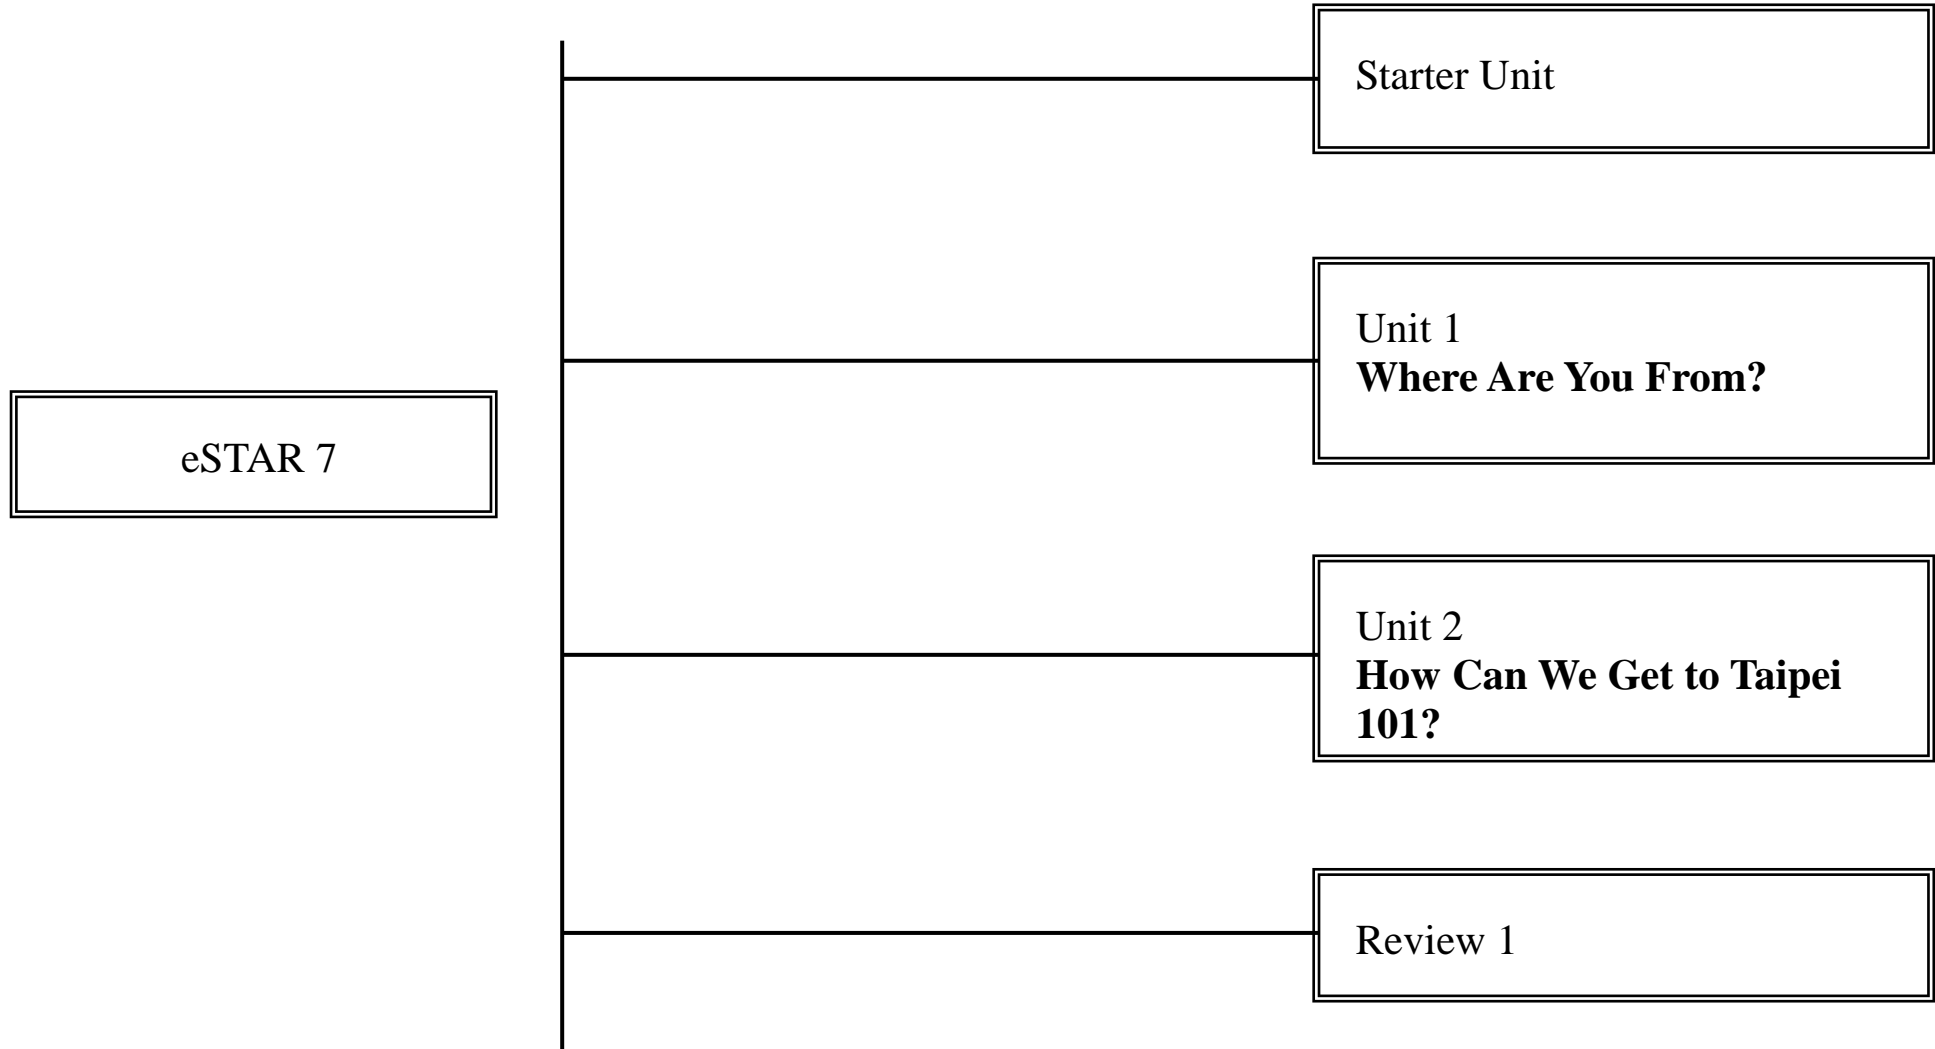 Starter Unit
Unit 1
Where Are You From?
eSTAR 7
Unit 2
How Can We Get to Taipei
101?
Review 1